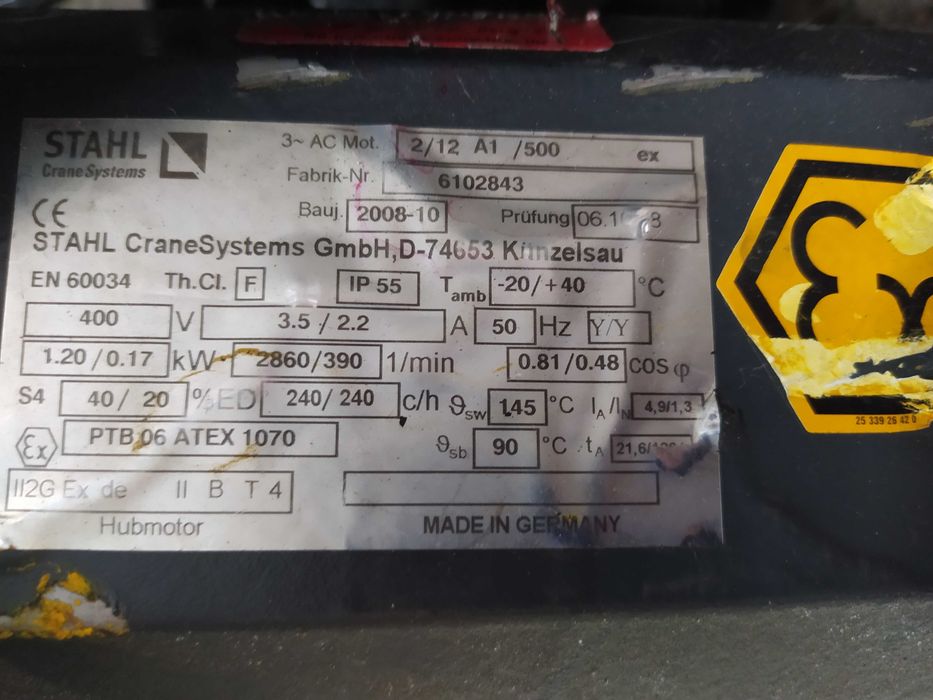 STAHL
CraneSystems
3~ AC Mot. 2/12 A1 /500 ex
Fabrik-Nr. 6102843
CE
Bauj. 2008-10 Prüfung
STAHL CraneSystems GmbH,D-74653 Künzelsau
EN 60034 Th.Cl. F IP 55 Tamb -20/+40 °C
400 V 3.5 / 2.2 A 50 Hz Y/Y
1.20 / 0.17 kW 2860/390 1/min 0.81/0.48 cos φ
S4 40 / 20 % ED 240/ 240 c/h ϑsw 145 °C IA/IN 4,9/1,3
Ex PTB 06 ATEX 1070 ϑsb 90 °C tA
II2G Ex de II B T 4
Hubmotor MADE IN GERMANY
Ex
25 339 26 42 0